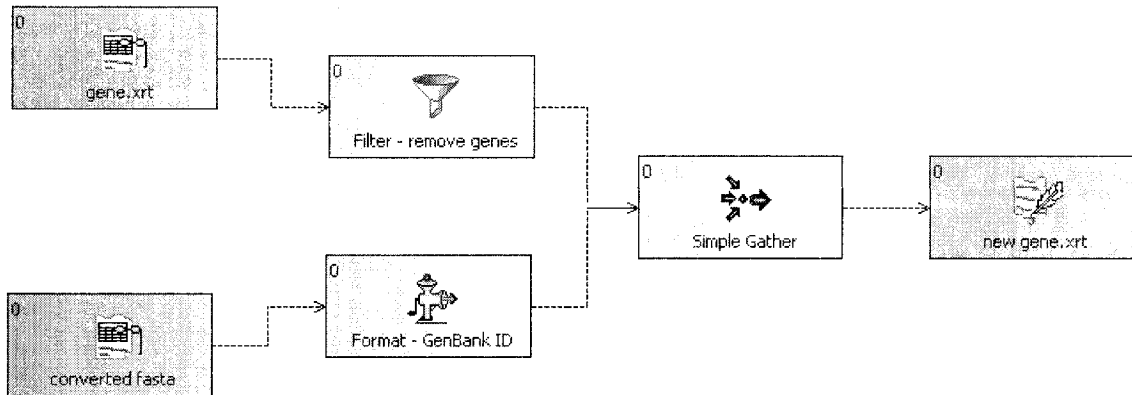 0
gene.xrt
0
Filter - remove genes
0
Simple Gather
0
new gene.xrt
0
Format - GenBank ID
0
converted fasta